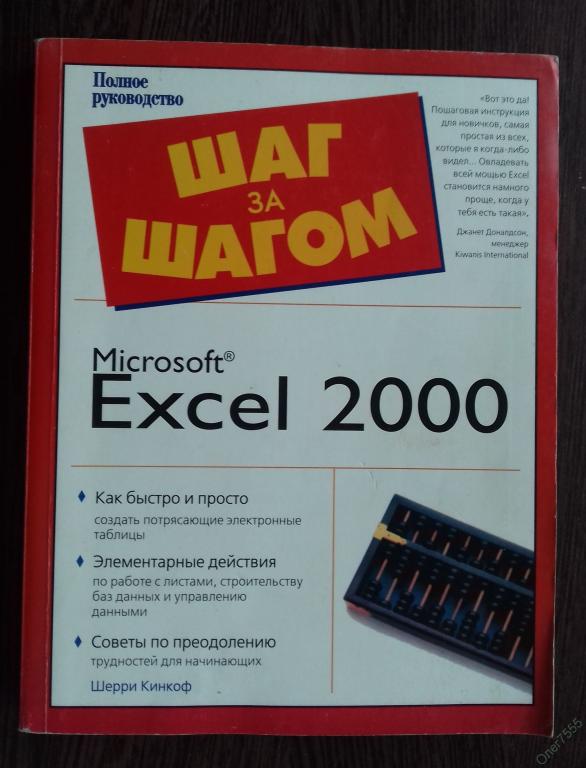 Полное
руководство
ШАГ
ЗА
ШАГОМ
«Вот это да!
Пошаговая инструкция
для новичков, самая
простая из всех,
которые я когда-либо
видел... Овладевать
всей мощью Excel
становится намного
проще, когда у
тебя есть такая».
Джанет Доналдсон,
менеджер
Kiwanis International
Microsoft®
Excel 2000
♦ Как быстро и просто
создать потрясающие электронные
таблицы
♦ Элементарные действия
по работе с листами, строительству
баз данных и управлению
данными
♦ Советы по преодолению
трудностей для начинающих
Шерри Кинкоф
Олег7555